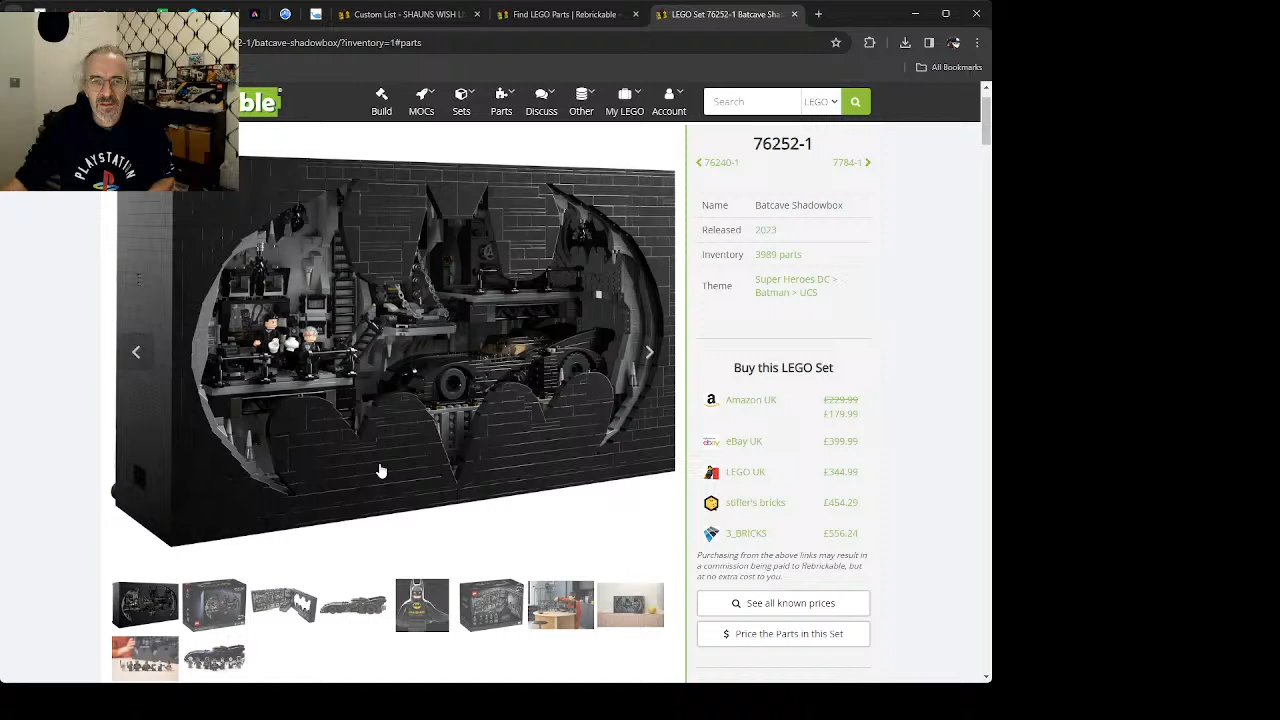 Custom List - SHAUNS WISH L
Find LEGO Parts | Rebrickable -
LEGO Set 76252-1 Batcave Sha
2-1/batcave-shadowbox/?inventory=1#parts
All Bookmarks
ble
Build
MOCs
Sets
Parts
Discuss
Other
My LEGO
Account
Search
LEGO
PLAYSTATION
76252-1
76240-1
7784-1
Name
Batcave Shadowbox
Released
2023
Inventory
3989 parts
Theme
Super Heroes DC >
Batman > UCS
Buy this LEGO Set
Amazon UK
£229.99
£179.99
ebay
eBay UK
£399.99
LEGO UK
£344.99
stifler's bricks
£454.29
3_BRICKS
£556.24
Purchasing from the above links may result in
a commission being paid to Rebrickable, but
at no extra cost to you.
See all known prices
$ Price the Parts in this Set